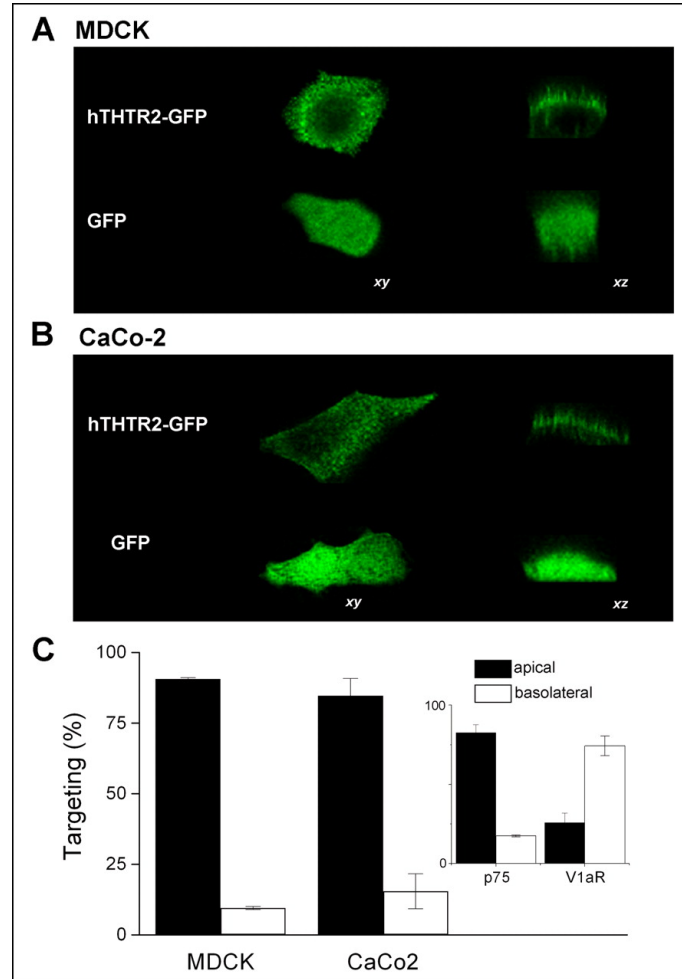 A MDCK
hTHTR2-GFP
GFP
xy xz
B CaCo-2
hTHTR2-GFP
GFP
xy xz
C
Targeting (%)
100
75
50
25
0
MDCK CaCo2
apical
basolateral
100
0
p75 V1aR